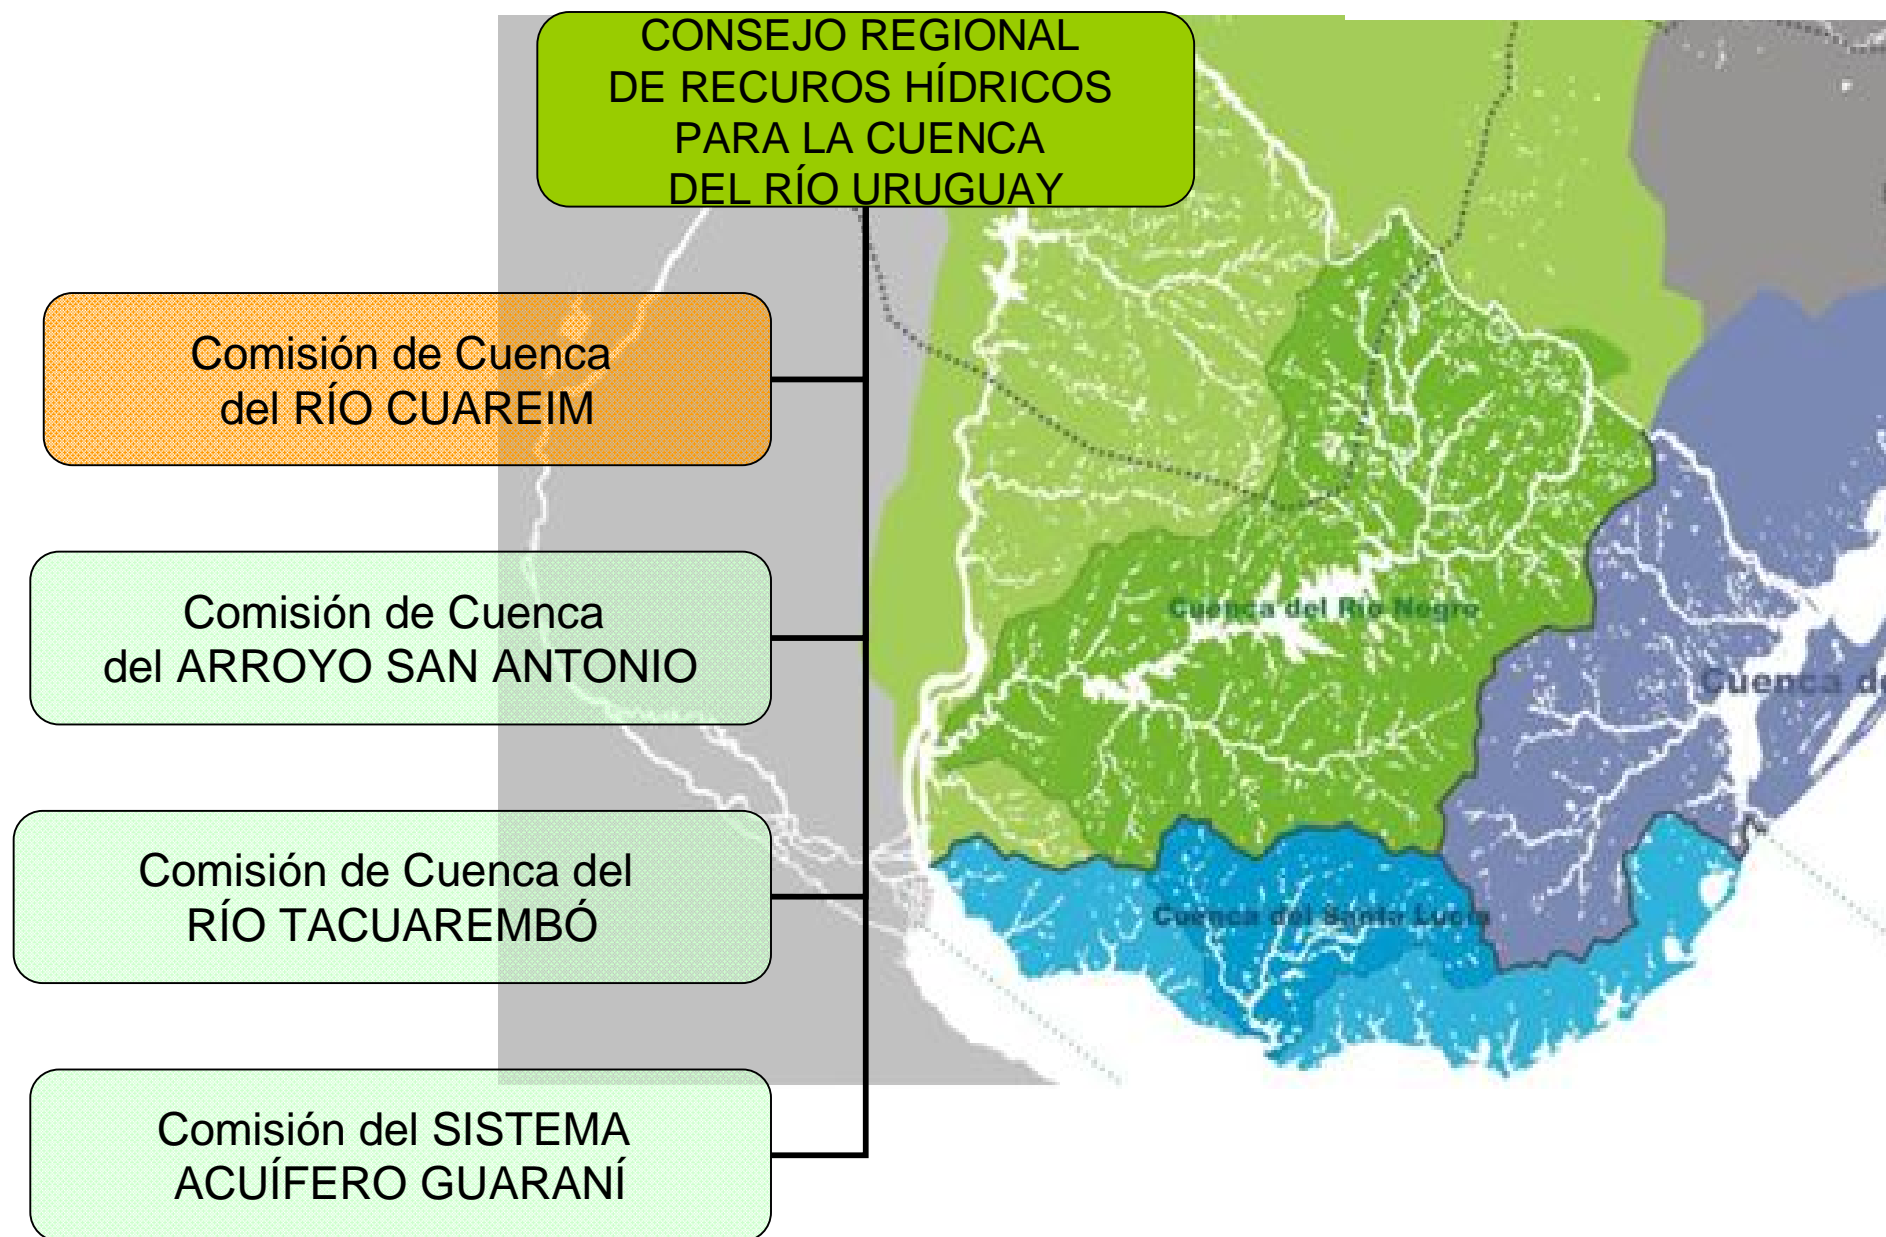 CONSEJO REGIONAL
DE RECUROS HÍDRICOS
PARA LA CUENCA
DEL RÍO URUGUAY
Comisión de Cuenca
del RÍO CUAREIM
Comisión de Cuenca
del ARROYO SAN ANTONIO
Comisión de Cuenca del
RÍO TACUAREMBÓ
Comisión del SISTEMA
ACUÍFERO GUARANÍ
Cuenca del Río Negro
Cuenca de
Cuenca del Santa Lucía